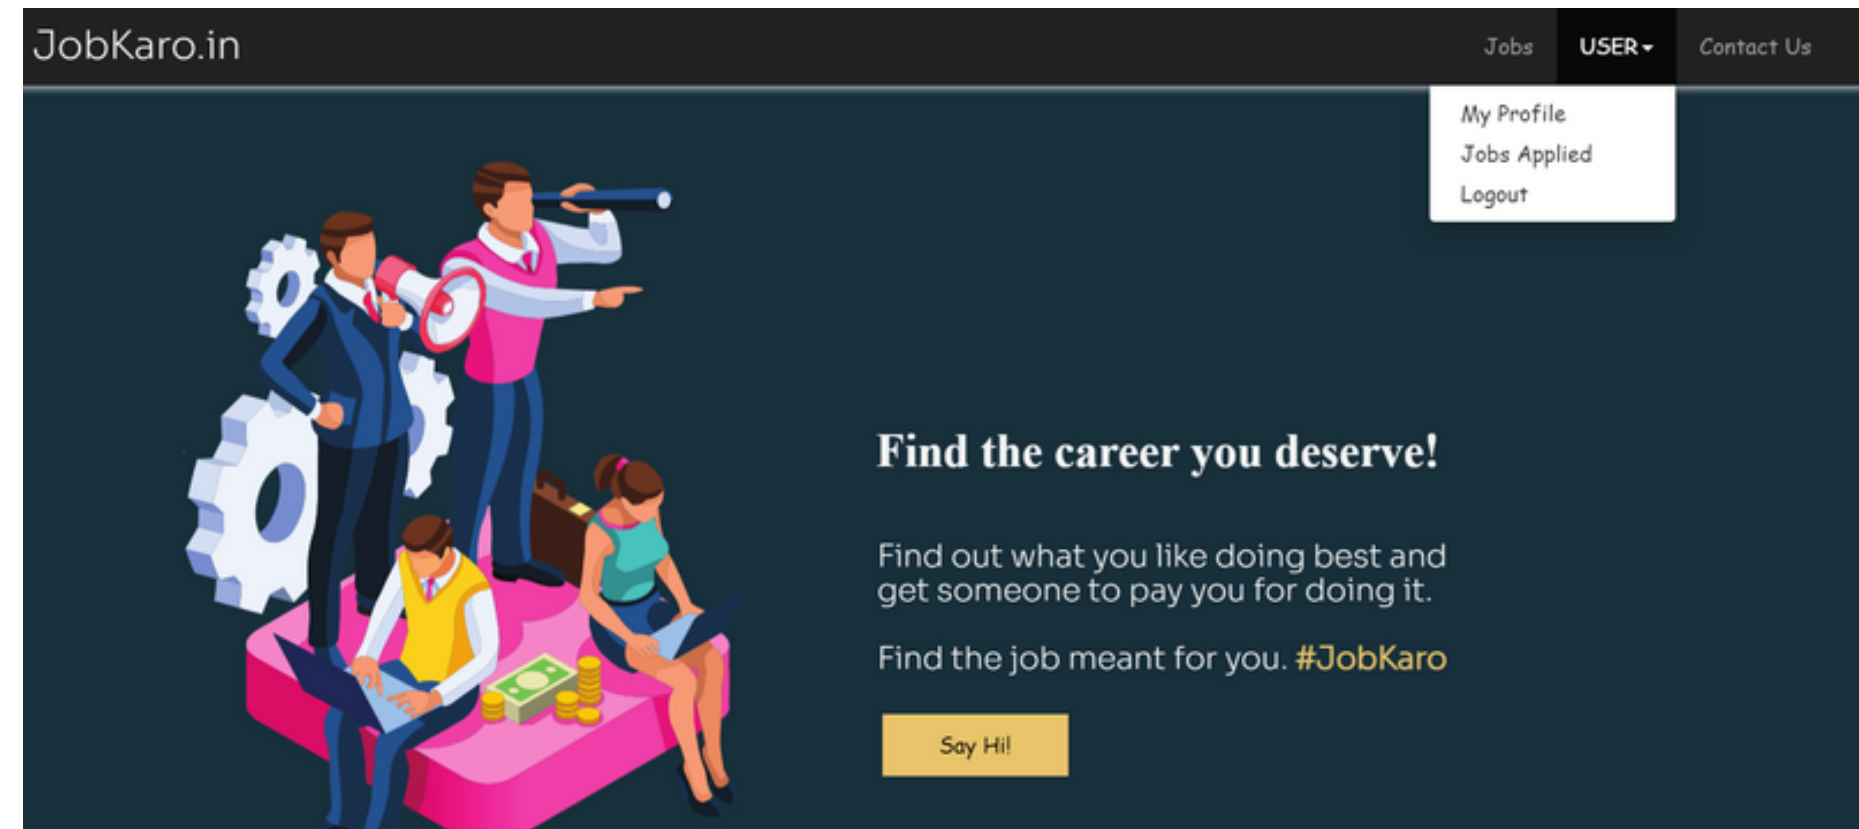 JobKaro.in
Jobs
USER
Contact Us
My Profile
Jobs Applied
Logout
Find the career you deserve!
Find out what you like doing best and
get someone to pay you for doing it.
Find the job meant for you. #JobKaro
Say Hi!